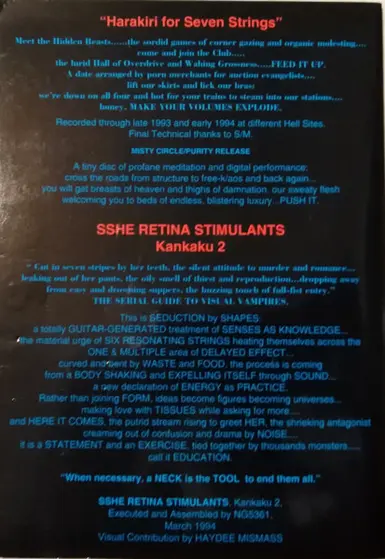 "Harakiri for Seven Strings"
Meet the Hidden Beasts......the sordid games of corner gazing and organic molesting....
come and join the Club.....
the lurid Hall of Overdrive and Wahing Grossness.....FEED IT UP.
A date arranged by porn merchants for auction evangelists....
lift our skirts and lick our brass
we're down on all four and hot for your trains to steam into our stations....
honey, MAKE YOUR VOLUMES EXPLODE.
Recorded through late 1993 and early 1994 at different Hell Sites.
Final Technical thanks to S/M.
MISTY CIRCLE/PURITY RELEASE
A tiny disc of profane meditation and digital performance:
cross the roads from structure to free-k/aos and back again...
you will gat breasts of heaven and thighs of damnation, our sweaty flesh
welcoming you to beds of endless, blistering luxury...PUSH IT.
SSHE RETINA STIMULANTS
Kankaku 2
" Cut in seven stripes by her teeth, the silent attitude to murder and romance...
leaking out of her pants, the oily smell of thirst and reproduction...dropping away
from easy and drooping suppers, the buzzing touch of full-fist entry."
THE SERIAL GUIDE TO VISUAL VAMPIRES.
This is SEDUCTION by SHAPES
a totally GUITAR-GENERATED treatment of SENSES AS KNOWLEDGE....
the material urge of SIX RESONATING STRINGS heating themselves across the
ONE & MULTIPLE area of DELAYED EFFECT...
curved and bent by WASTE and FOOD, the process is coming
from a BODY SHAKING and EXPELLING ITSELF through SOUND...
a new declaration of ENERGY as PRACTICE.
Rather than joining FORM, ideas become figures becoming universes...
making love with TISSUES while asking for more....
and HERE IT COMES, the putrid stream rising to greet HER, the shrieking antagonist
creaming out of confusion and drama by NOISE....
it is a STATEMENT and an EXERCISE, tied together by thousands monsters.....
call it EDUCATION.
"When necessary, a NECK is the TOOL to end them all."
SSHE RETINA STIMULANTS, Kankaku 2.
Executed and Assembled by NG5361.
March 1994
Visual Contribution by HAYDEE MISMASS